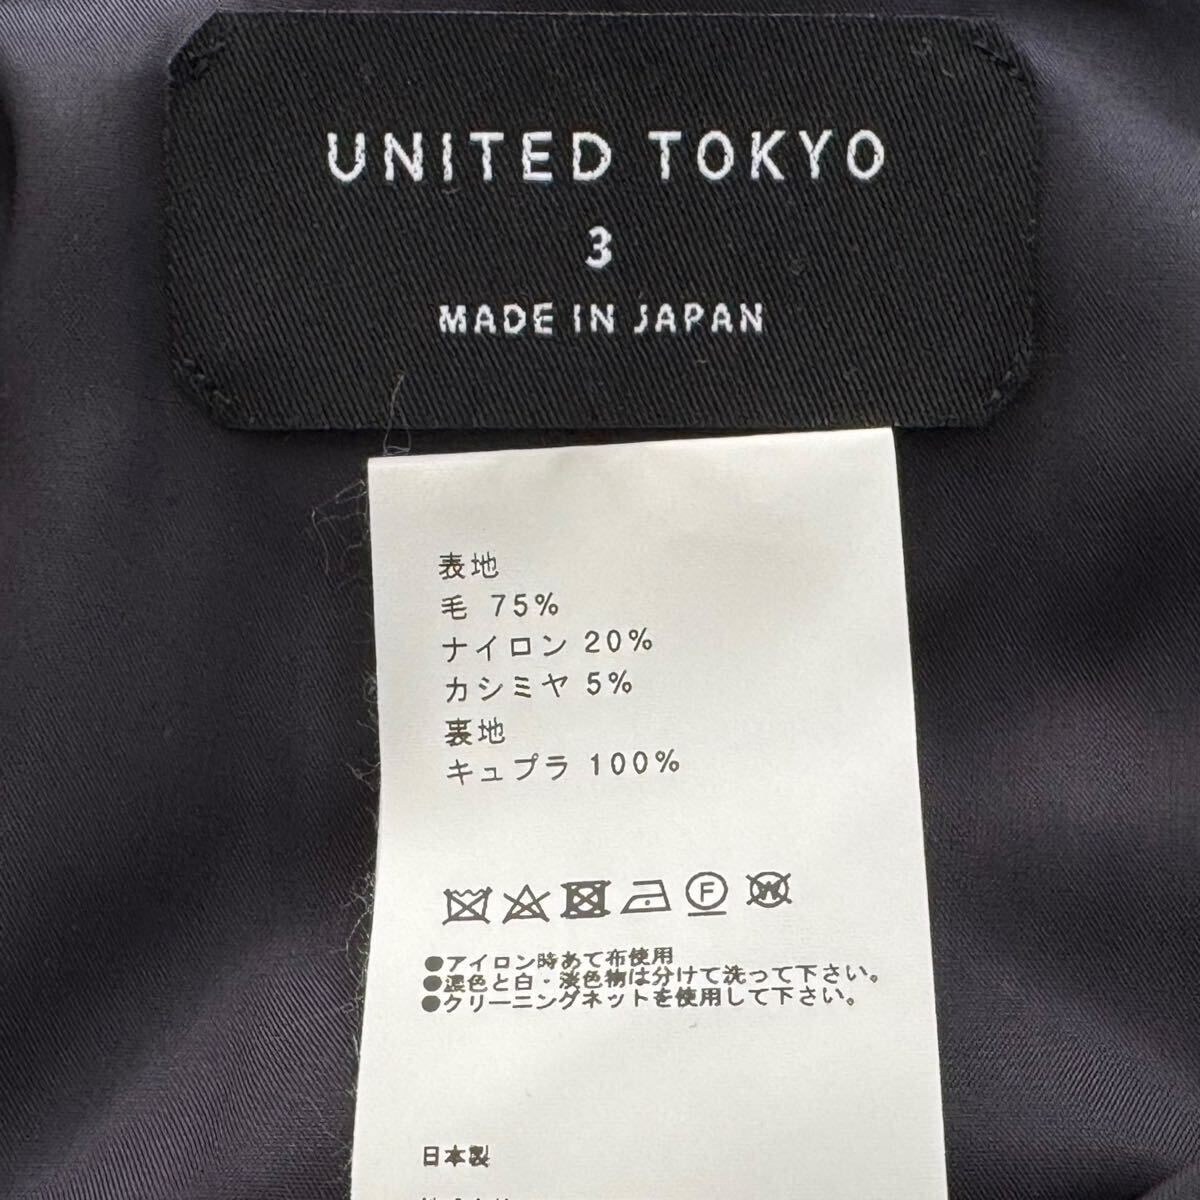 UNITED TOKYO
3
MADE IN JAPAN
表地
毛 75%
ナイロン 20%
カシミヤ 5%
裏地
キュプラ 100%
F
W
●アイロン時あて布使用
●濃色と白・淡色物は分けて洗って下さい。
●クリーニングネットを使用して下さい。
日本製